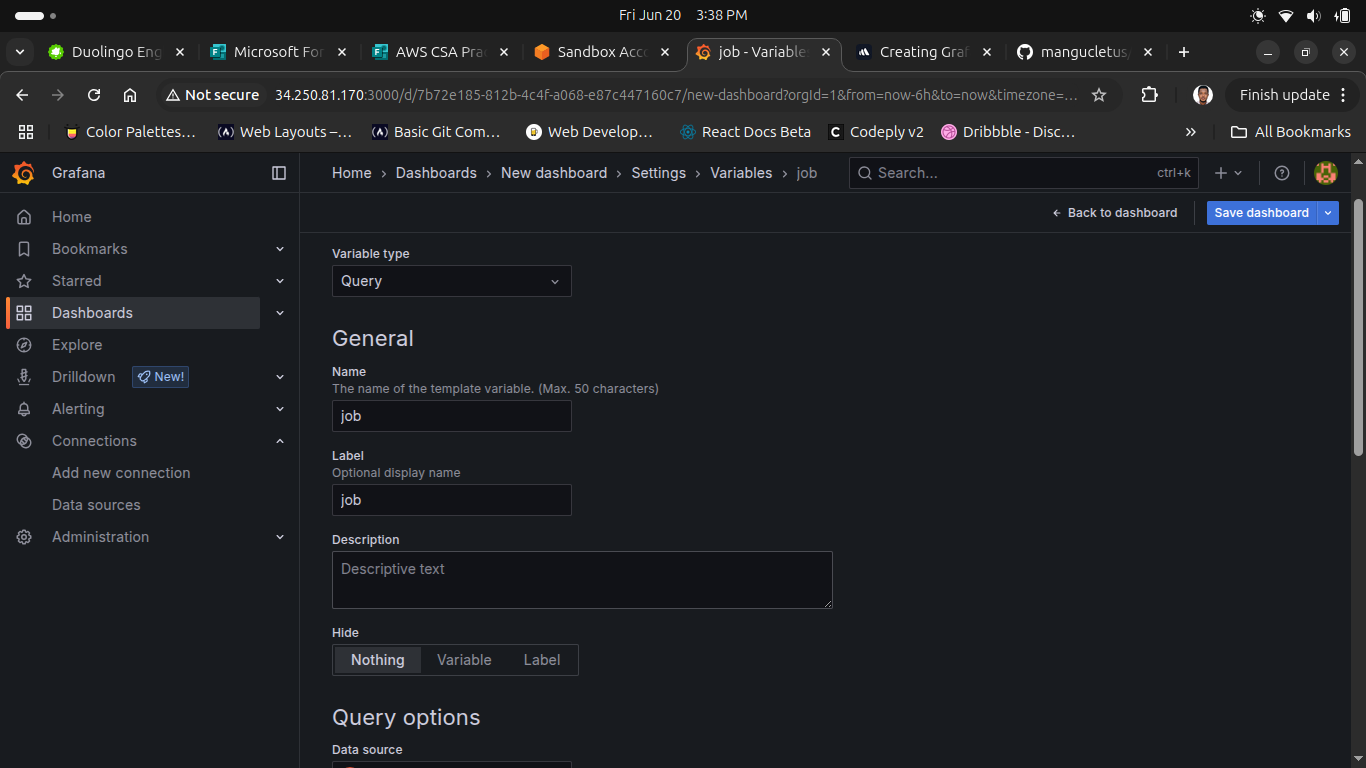 Fri Jun 20 3:38 PM
Duolingo Eng
Microsoft For
AWS CSA Prac
Sandbox Acco
job - Variables
Creating Graf
mangucletus/
Not secure 34.250.81.170:3000/d/7b72e185-812b-4c4f-a068-e87c447160c7/new-dashboard?orgId=1&from=now-6h&to=now&timezone=...
Finish update
Color Palettes...
Web Layouts –...
Basic Git Com...
Web Develop...
React Docs Beta
Codeply v2
Dribbble - Disc...
All Bookmarks
Grafana
Home › Dashboards › New dashboard › Settings › Variables › job
Search... ctrl+k
Back to dashboard
Save dashboard
Home
Bookmarks
Starred
Dashboards
Explore
Drilldown New!
Alerting
Connections
Add new connection
Data sources
Administration
Variable type
Query
General
Name
The name of the template variable. (Max. 50 characters)
job
Label
Optional display name
job
Description
Descriptive text
Hide
Nothing Variable Label
Query options
Data source